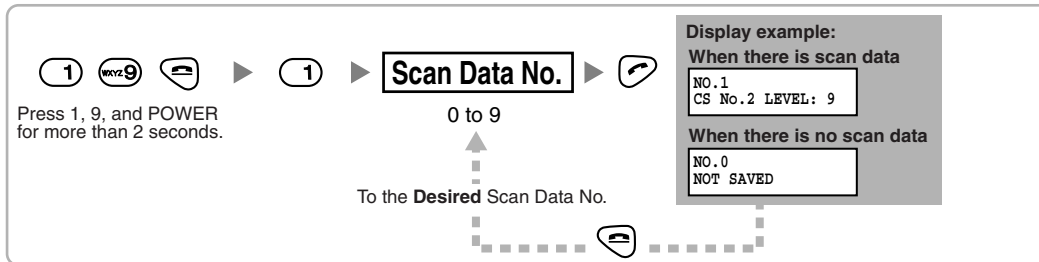 1
WXYZ9
Press 1, 9, and POWER
for more than 2 seconds.
1
Scan Data No.
0 to 9
To the Desired Scan Data No.
Display example:
When there is scan data
NO.1
CS No.2 LEVEL: 9
When there is no scan data
NO.0
NOT SAVED